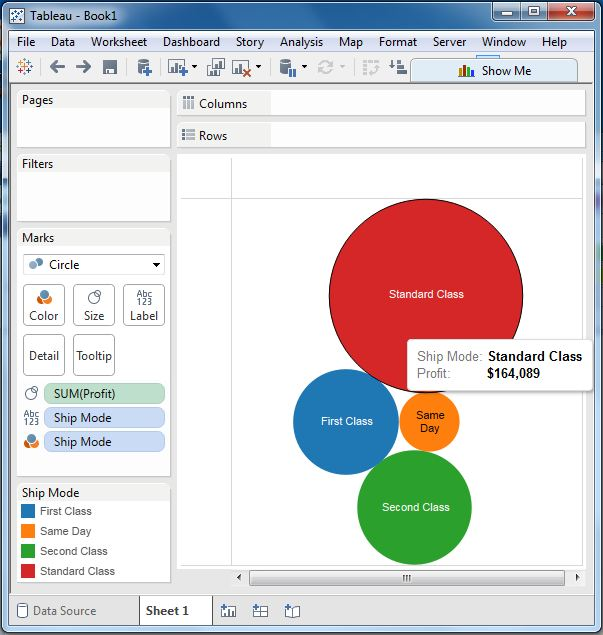 Tableau - Book1
File Data Worksheet Dashboard Story Analysis Map Format Server Window Help
Show Me
Pages
Columns
Rows
Filters
Marks
Circle
Color
Size
Abc
123
Label
Detail
Tooltip
SUM(Profit)
Abc
123
Ship Mode
Ship Mode
Ship Mode
First Class
Same Day
Second Class
Standard Class
Standard Class
Ship Mode: Standard Class
Profit: $164,089
First Class
Same
Day
Second Class
Data Source
Sheet 1